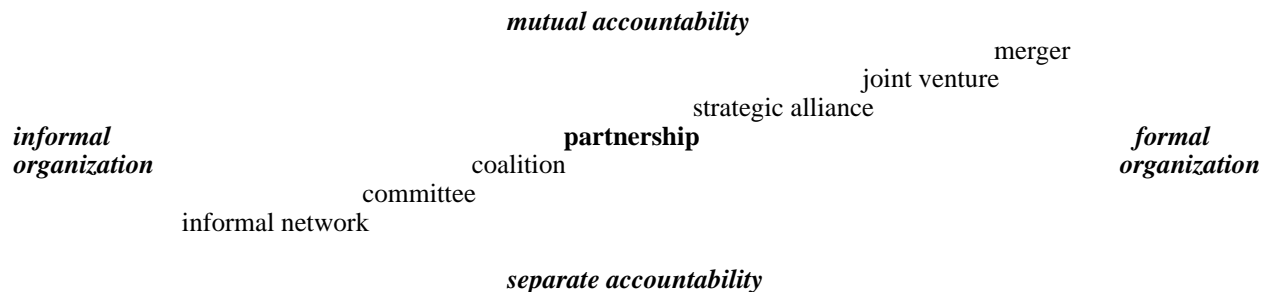 mutual accountability
merger
joint venture
strategic alliance
informal partnership formal
organization coalition organization
committee
informal network
separate accountability